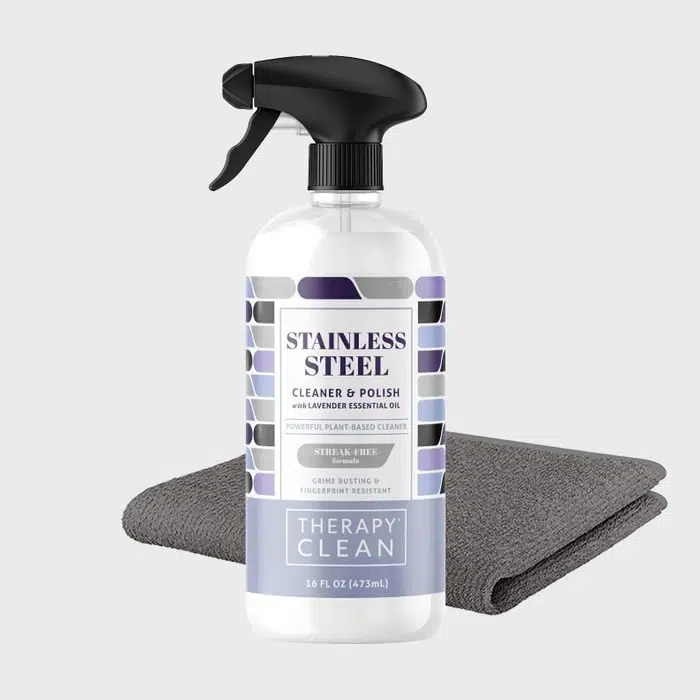 STAINLESS
STEEL
CLEANER & POLISH
with LAVENDER ESSENTIAL OIL
POWERFUL PLANT-BASED CLEANER
STREAK-FREE
formula
GRIME BUSTING &
FINGERPRINT RESISTANT
THERAPY®
CLEAN
16 FL OZ (473mL)